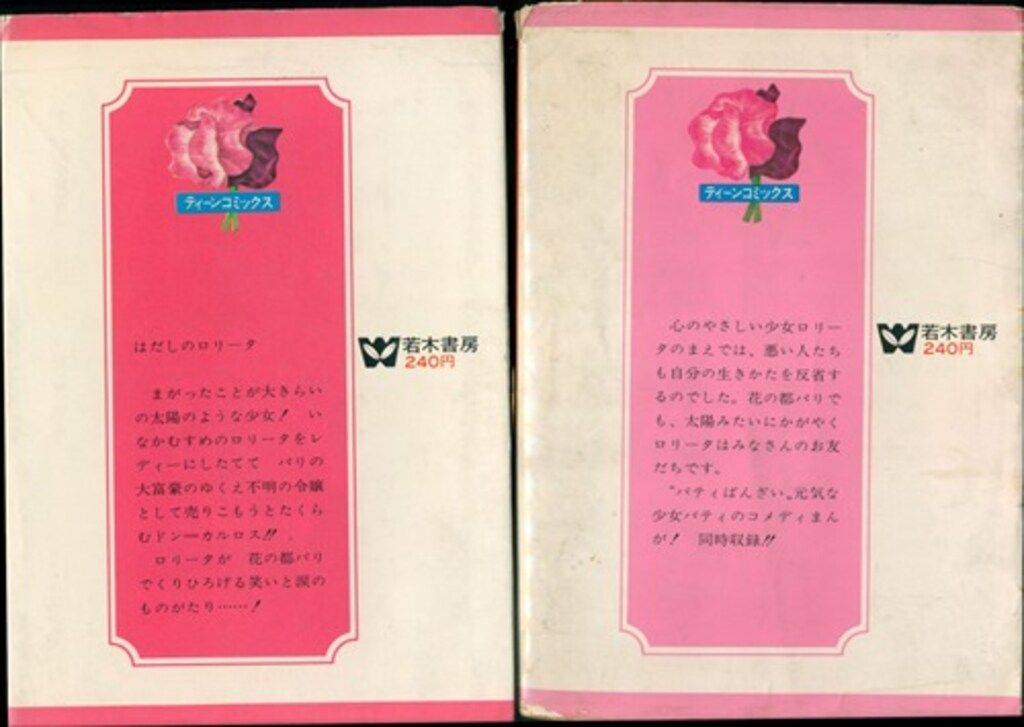 ティーンコミックス
はだしのロリータ
まがったことが大きらい
の太陽のような少女! い
なかむすめのロリータをレ
ディーにしたてて パリの
大富豪のゆくえ不明の令嬢
として売りこもうとたくら
むドン=カルロス!!
ロリータが 花の都パリ
でくりひろげる笑いと涙の
ものがたり……!
若木書房
240円
ティーンコミックス
心のやさしい少女ロリー
タのまえでは、悪い人たち
も自分の生きかたを反省す
るのでした。花の都パリで
も、太陽みたいにかがやく
ロリータはみなさんのお友
だちです。
"パティばんざい„元気な
少女パティのコメディまん
が! 同時収録!!
若木書房
240円